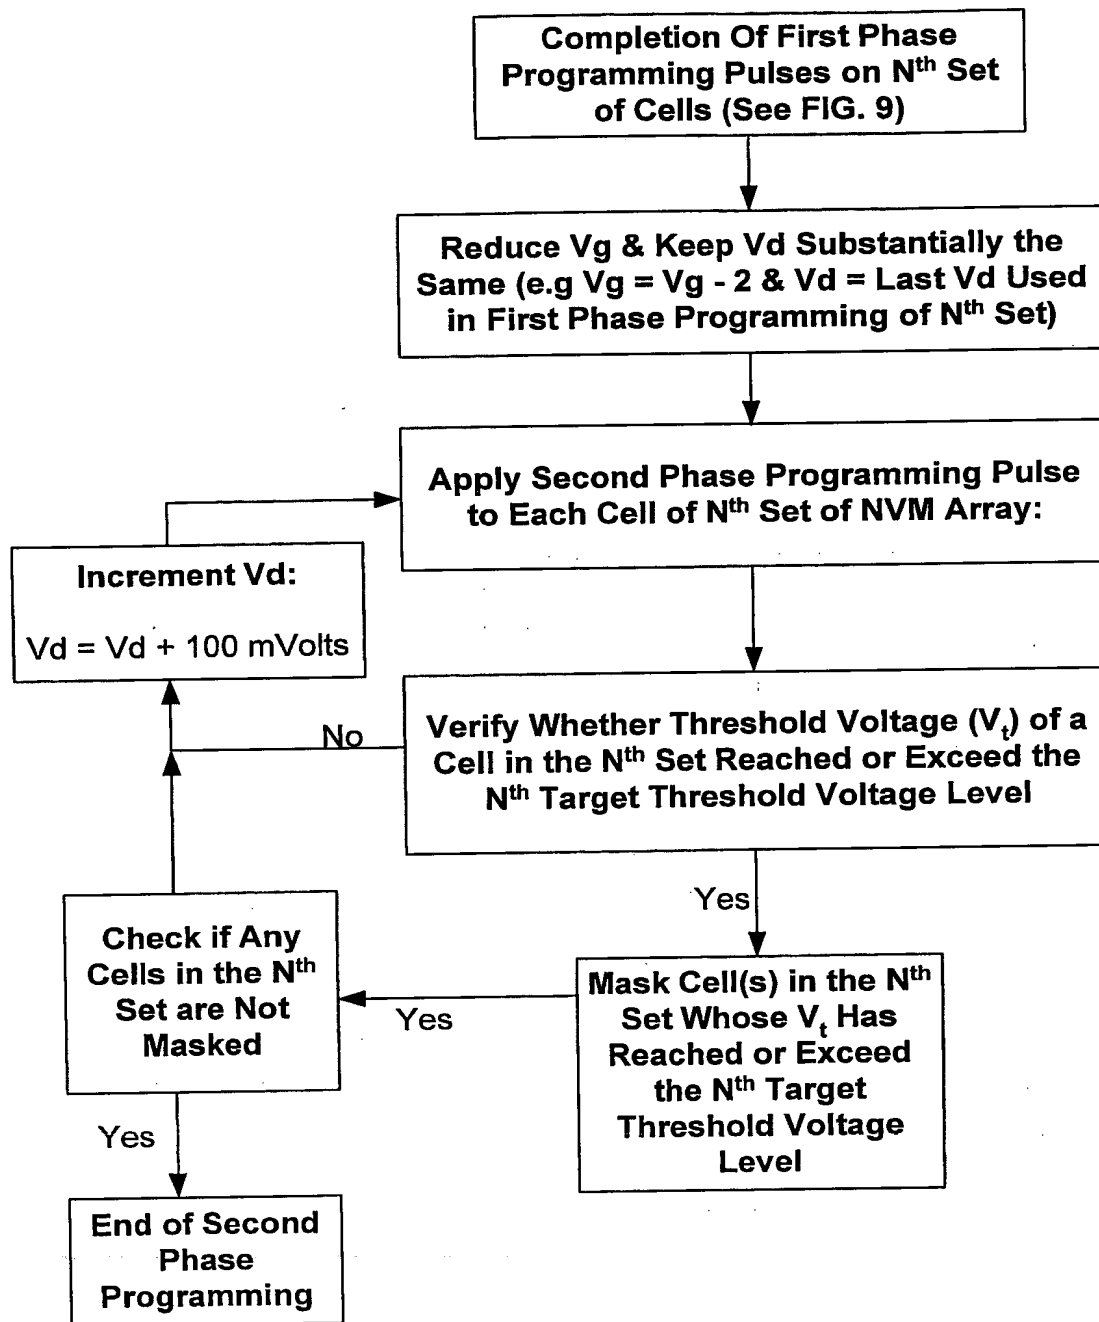 Completion Of First Phase
Programming Pulses on Nth Set
of Cells (See FIG. 9)
Reduce Vg & Keep Vd Substantially the
Same (e.g Vg = Vg - 2 & Vd = Last Vd Used
in First Phase Programming of Nth Set)
Apply Second Phase Programming Pulse
to Each Cell of Nth Set of NVM Array:
Increment Vd:
Vd = Vd + 100 mVolts
Verify Whether Threshold Voltage (Vt) of a
Cell in the Nth Set Reached or Exceed the
Nth Target Threshold Voltage Level
No
Yes
Check if Any
Cells in the Nth
Set are Not
Masked
Yes
Mask Cell(s) in the Nth
Set Whose Vt Has
Reached or Exceed
the Nth Target
Threshold Voltage
Level
Yes
End of Second
Phase
Programming